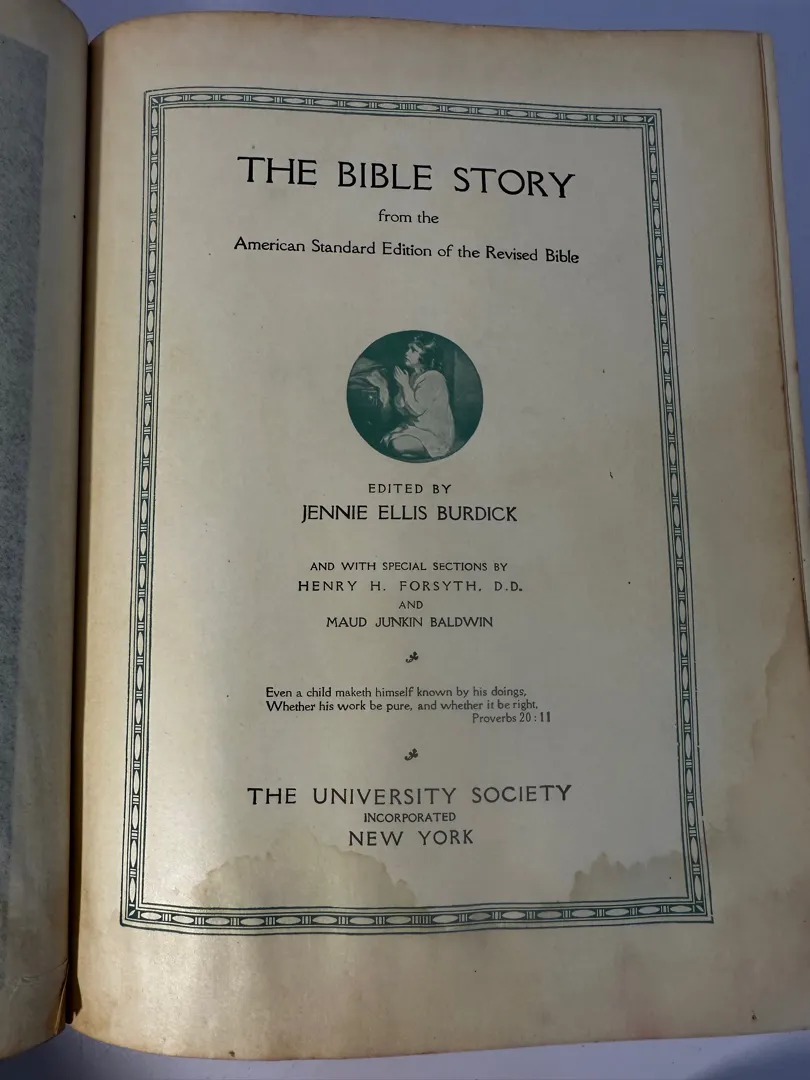 THE BIBLE STORY
from the
American Standard Edition of the Revised Bible
EDITED BY
JENNIE ELLIS BURDICK
AND WITH SPECIAL SECTIONS BY
HENRY H. FORSYTH, D.D.
AND
MAUD JUNKIN BALDWIN
Even a child maketh himself known by his doings,
Whether his work be pure, and whether it be right.
Proverbs 20 : 11
THE UNIVERSITY SOCIETY
INCORPORATED
NEW YORK